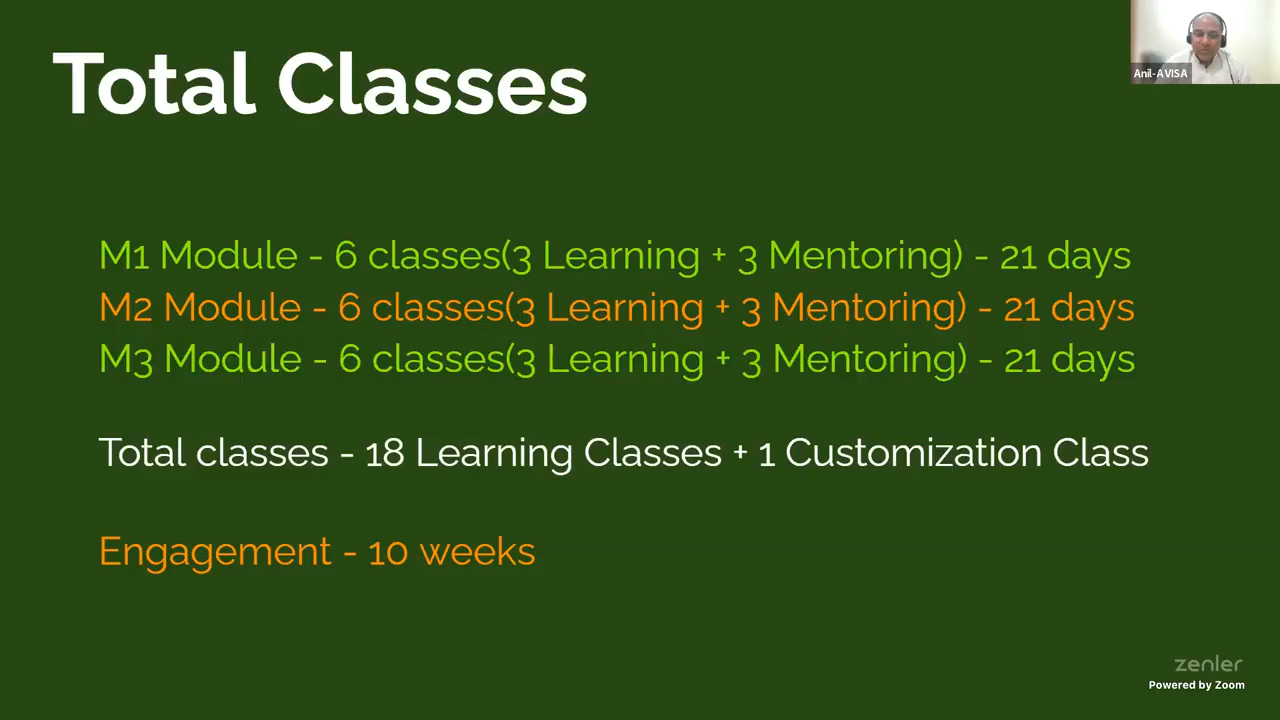 Total Classes
Anil-AVISA
M1 Module - 6 classes(3 Learning + 3 Mentoring) - 21 days
M2 Module - 6 classes(3 Learning + 3 Mentoring) - 21 days
M3 Module - 6 classes(3 Learning + 3 Mentoring) - 21 days
Total classes - 18 Learning Classes + 1 Customization Class
Engagement - 10 weeks
zenler
Powered by Zoom